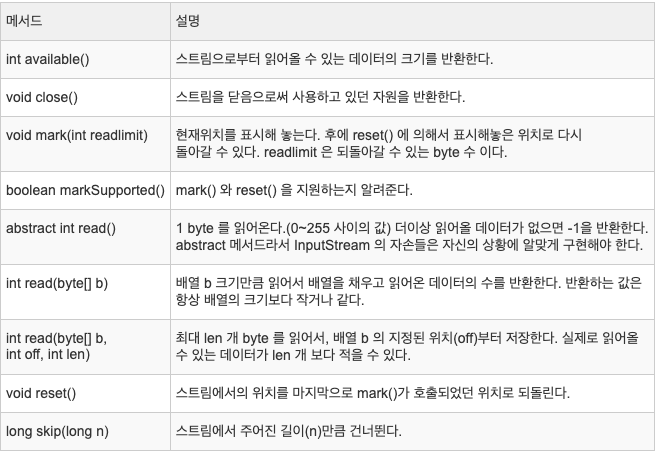 메서드 설명
int available() 스트림으로부터 읽어올 수 있는 데이터의 크기를 반환한다.
void close() 스트림을 닫음으로써 사용하고 있던 자원을 반환한다.
void mark(int readlimit) 현재위치를 표시해 놓는다. 후에 reset() 에 의해서 표시해놓은 위치로 다시
돌아갈 수 있다. readlimit 은 되돌아갈 수 있는 byte 수 이다.
boolean markSupported() mark() 와 reset() 을 지원하는지 알려준다.
abstract int read() 1 byte 를 읽어온다.(0~255 사이의 값) 더이상 읽어올 데이터가 없으면 -1을 반환한다.
abstract 메서드라서 InputStream 의 자손들은 자신의 상황에 알맞게 구현해야 한다.
int read(byte[] b) 배열 b 크기만큼 읽어서 배열을 채우고 읽어온 데이터의 수를 반환한다. 반환하는 값은
항상 배열의 크기보다 작거나 같다.
int read(byte[] b, 최대 len 개 byte 를 읽어서, 배열 b 의 지정된 위치(off)부터 저장한다. 실제로 읽어올
int off, int len) 수 있는 데이터가 len 개 보다 적을 수 있다.
void reset() 스트림에서의 위치를 마지막으로 mark()가 호출되었던 위치로 되돌린다.
long skip(long n) 스트림에서 주어진 길이(n)만큼 건너뛴다.